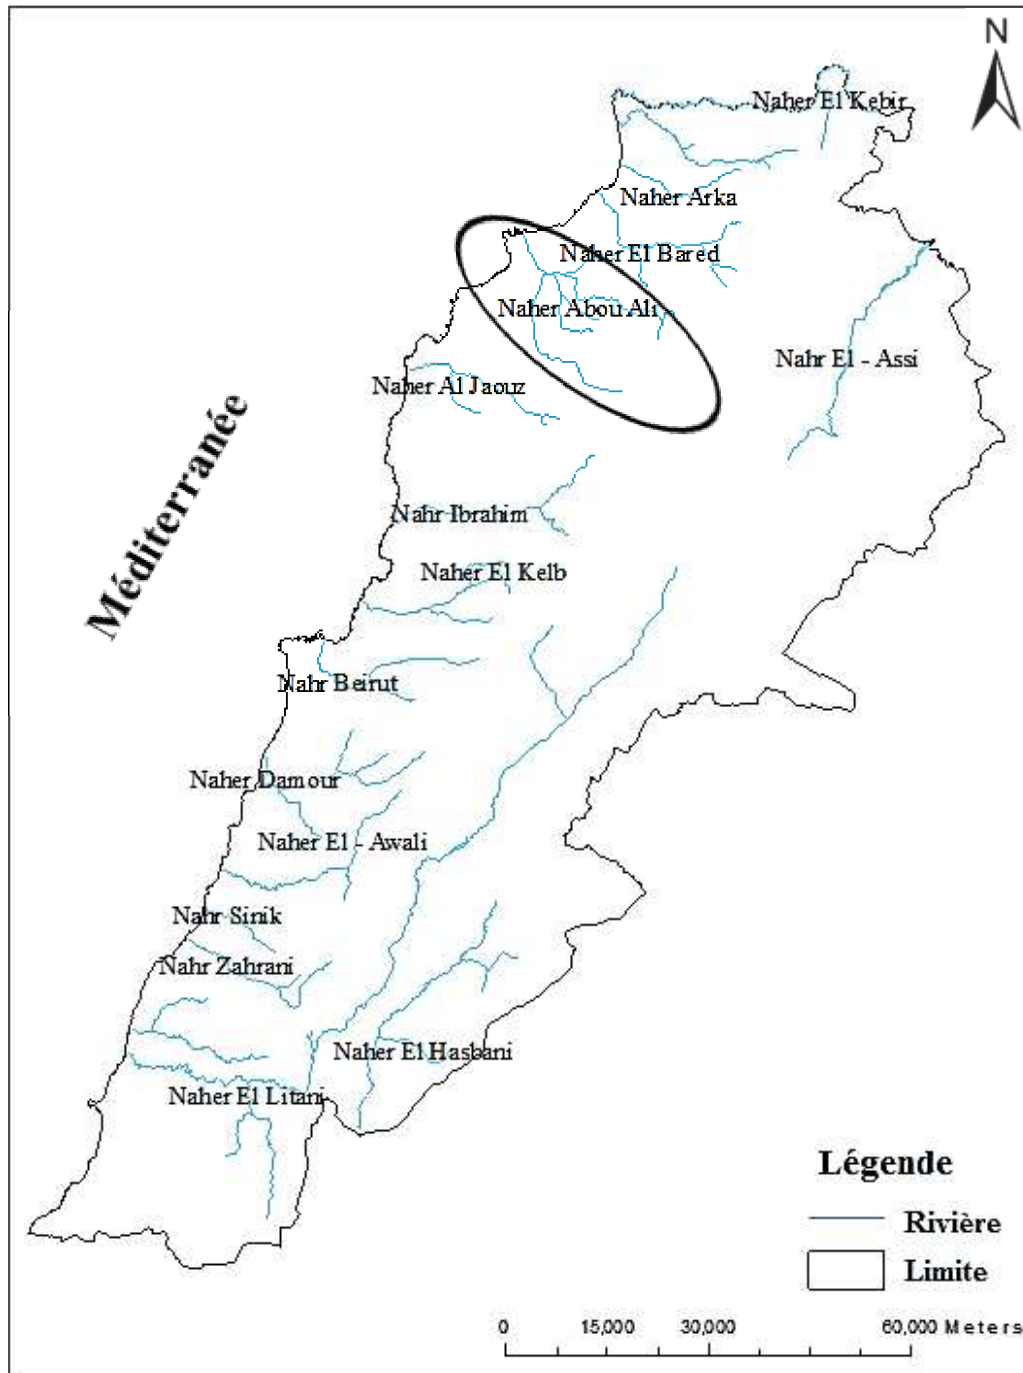 N
Naher El Kebir
Naher Arka
Naher El Bared
Naher Abou Ali
Nahr El - Assi
Naher Al Jaouz
Méditerranée
Nahr Ibrahim
Naher El Kelb
Nahr Beirut
Naher Damour
Naher El - Awali
Nahr Sinik
Nahr Zahrani
Naher El Hasbani
Naher El Litani
Légende
Rivière
Limite
0 15,000 30,000 60,000 Meters